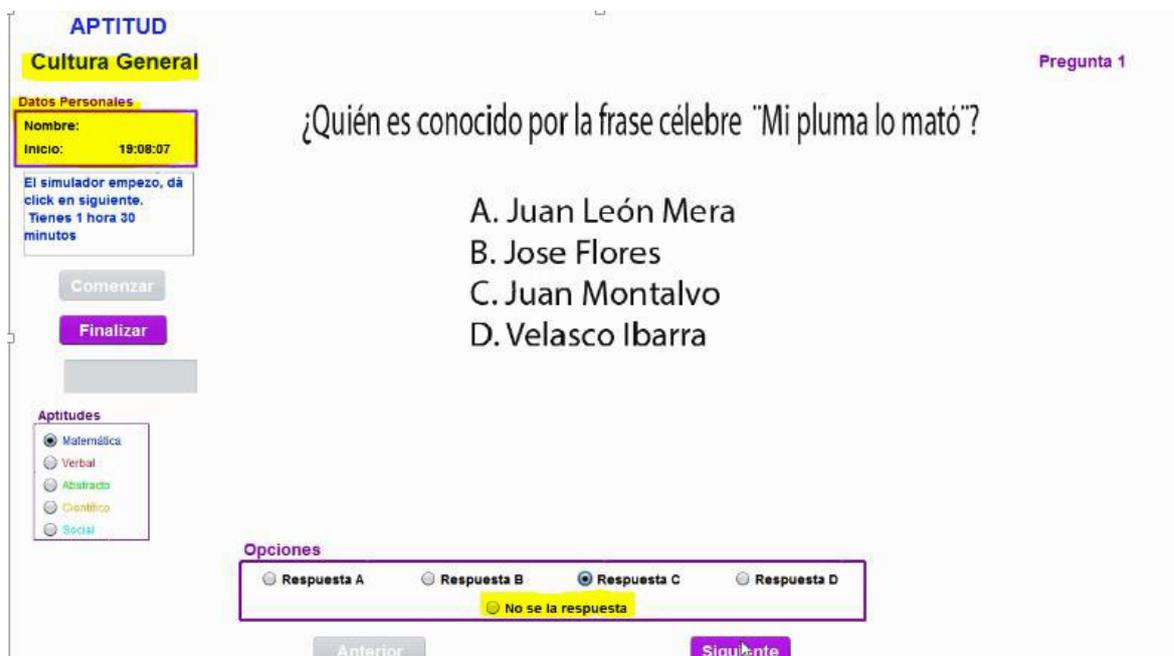 APTITUD
Cultura General
Pregunta 1
Datos Personales
Nombre:
Inicio: 19:08:07
El simulador empezo, dá
click en siguiente.
Tienes 1 hora 30
minutos
Comenzar
Finalizar
¿Quién es conocido por la frase célebre ¨Mi pluma lo mató¨?
A. Juan León Mera
B. Jose Flores
C. Juan Montalvo
D. Velasco Ibarra
Aptitudes
Matemática
Verbal
Abstracto
Científico
Social
Opciones
Respuesta A Respuesta B Respuesta C Respuesta D
No se la respuesta
Anterior Siguiente